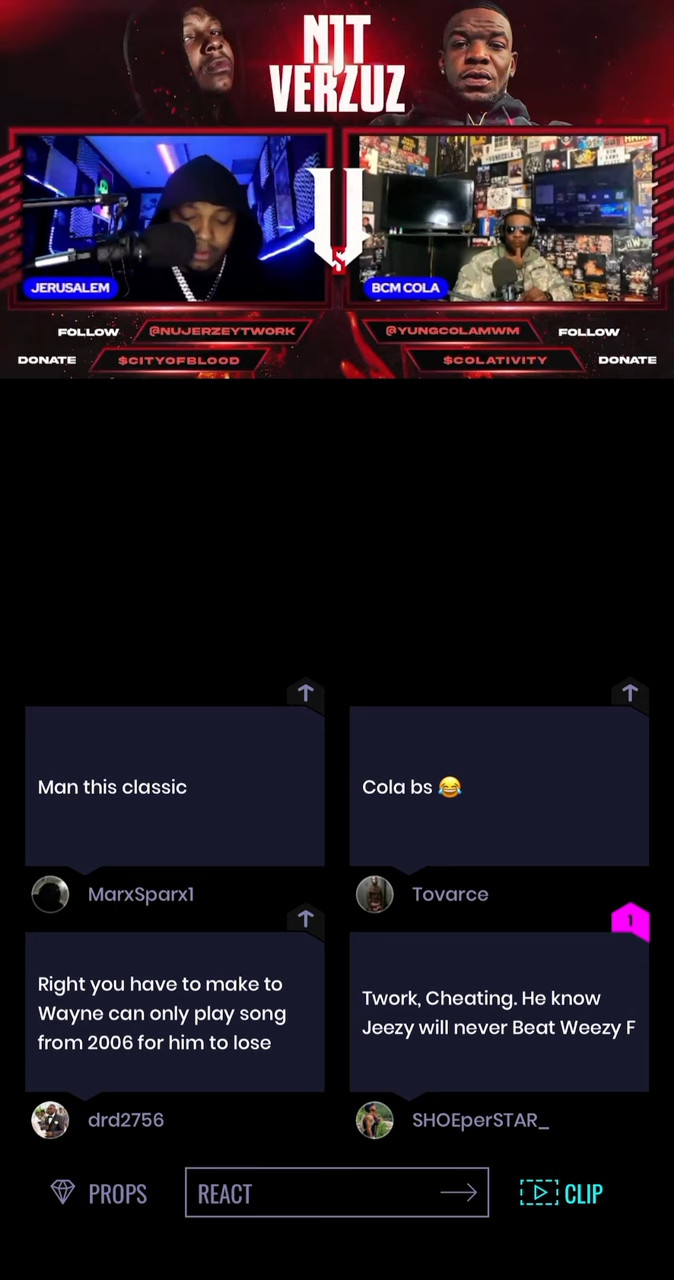 NJT
VERZUZ
JERUSALEM
VS
BCM COLA
FOLLOW @NUJERZEYTWORK
@YUNGCOLAMWM FOLLOW
DONATE $CITYOFBLOOD
$COLATIVITY DONATE
Man this classic
MarxSparx1
Cola bs 😂
Tovarce
Right you have to make to
Wayne can only play song
from 2006 for him to lose
drd2756
1
Twork, Cheating. He know
Jeezy will never Beat Weezy F
SHOEperSTAR_
PROPS
REACT
CLIP